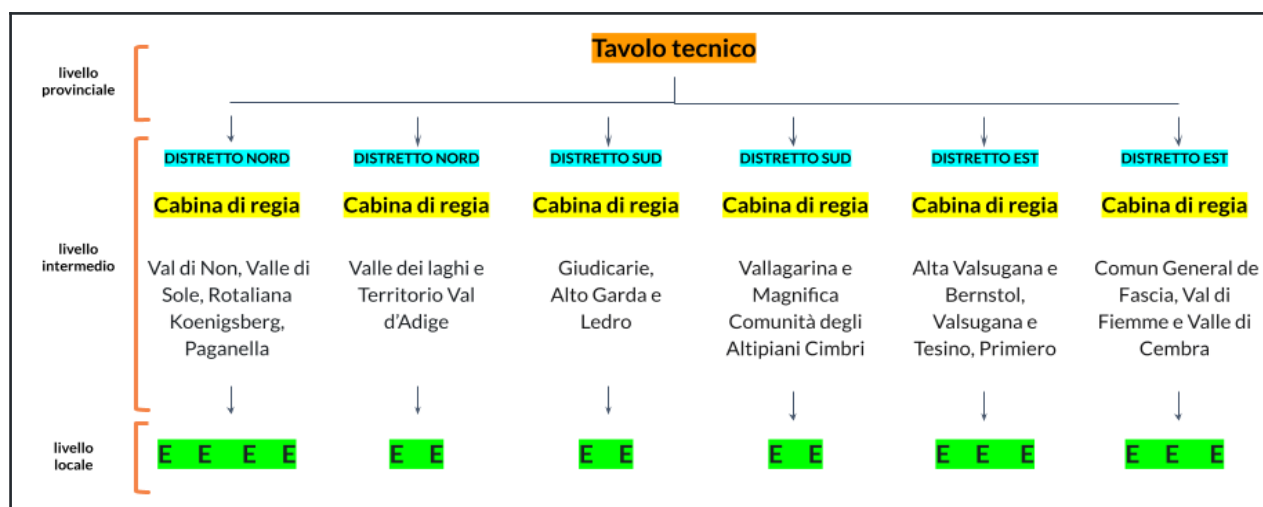 Tavolo tecnico
livello
provinciale
DISTRETTO NORD
DISTRETTO NORD
DISTRETTO SUD
DISTRETTO SUD
DISTRETTO EST
DISTRETTO EST
Cabina di regia
Cabina di regia
Cabina di regia
Cabina di regia
Cabina di regia
Cabina di regia
livello
intermedio
Val di Non, Valle di
Sole, Rotaliana
Koenigsberg,
Paganella
Valle dei laghi e
Territorio Val
d'Adige
Giudicarie,
Alto Garda e
Ledro
Vallagarina e
Magnifica
Comunità degli
Altipiani Cimbri
Alta Valsugana e
Bernstol,
Valsugana e
Tesino, Primiero
Comun General de
Fascia, Val di
Fiemme e Valle di
Cembra
livello
locale
E E E E
E E
E E
E E
E E E
E E E